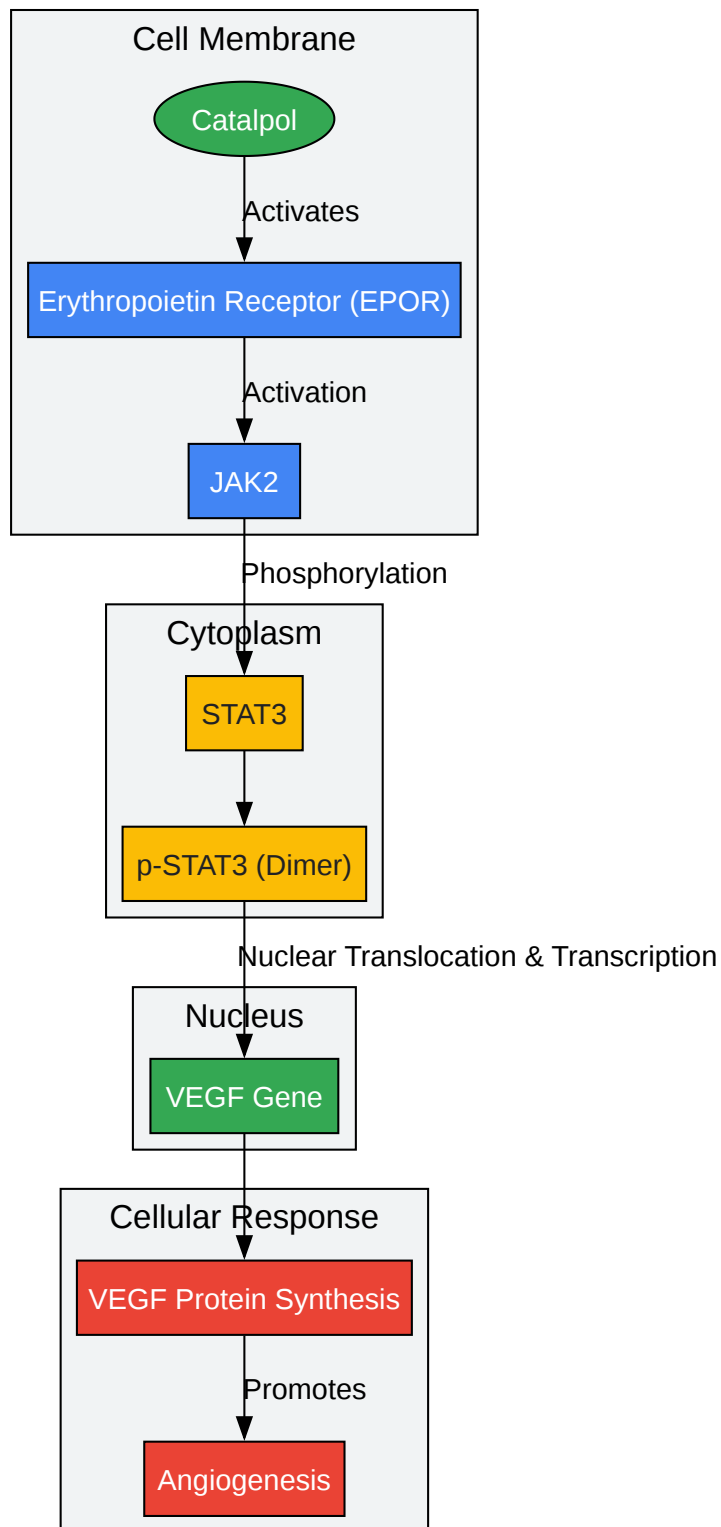 Cell Membrane
Catalpol
Activates
Erythropoietin Receptor (EPOR)
Activation
JAK2
Phosphorylation
Cytoplasm
STAT3
p-STAT3 (Dimer)
Nuclear Translocation & Transcription
Nucleus
VEGF Gene
Cellular Response
VEGF Protein Synthesis
Promotes
Angiogenesis